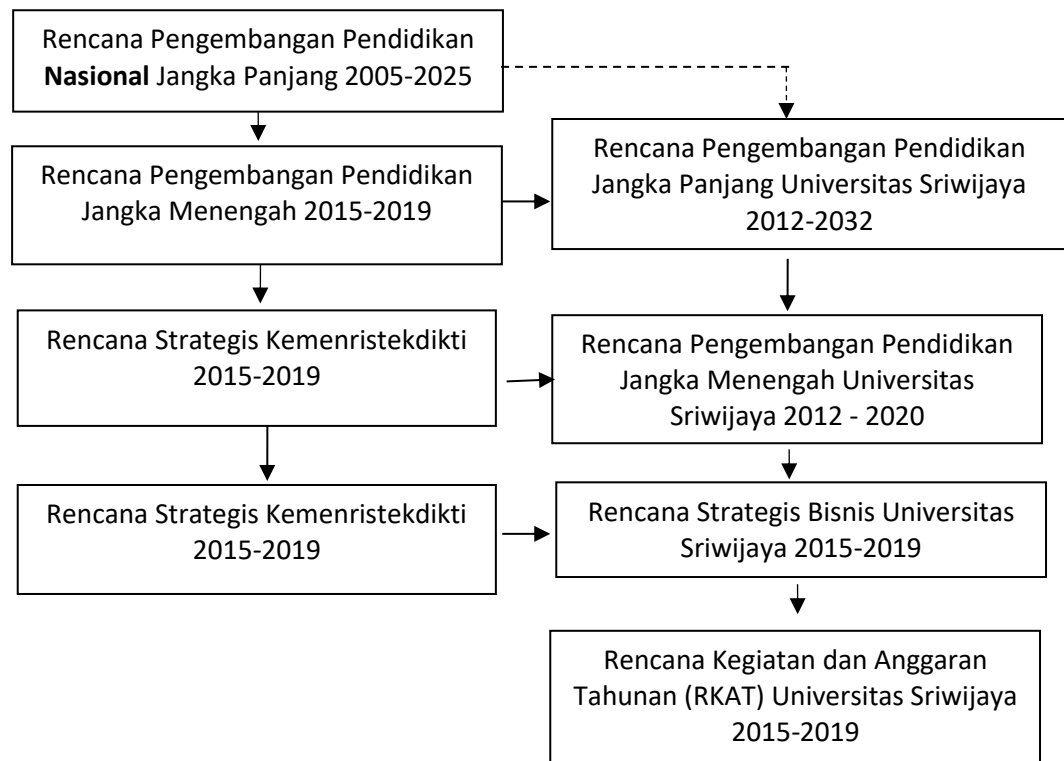 Rencana Pengembangan Pendidikan
Nasional Jangka Panjang 2005-2025
Rencana Pengembangan Pendidikan
Jangka Menengah 2015-2019
Rencana Pengembangan Pendidikan
Jangka Panjang Universitas Sriwijaya
2012-2032
Rencana Strategis Kemenristekdikti
2015-2019
Rencana Pengembangan Pendidikan
Jangka Menengah Universitas
Sriwijaya 2012 - 2020
Rencana Strategis Kemenristekdikti
2015-2019
Rencana Strategis Bisnis Universitas
Sriwijaya 2015-2019
Rencana Kegiatan dan Anggaran
Tahunan (RKAT) Universitas Sriwijaya
2015-2019